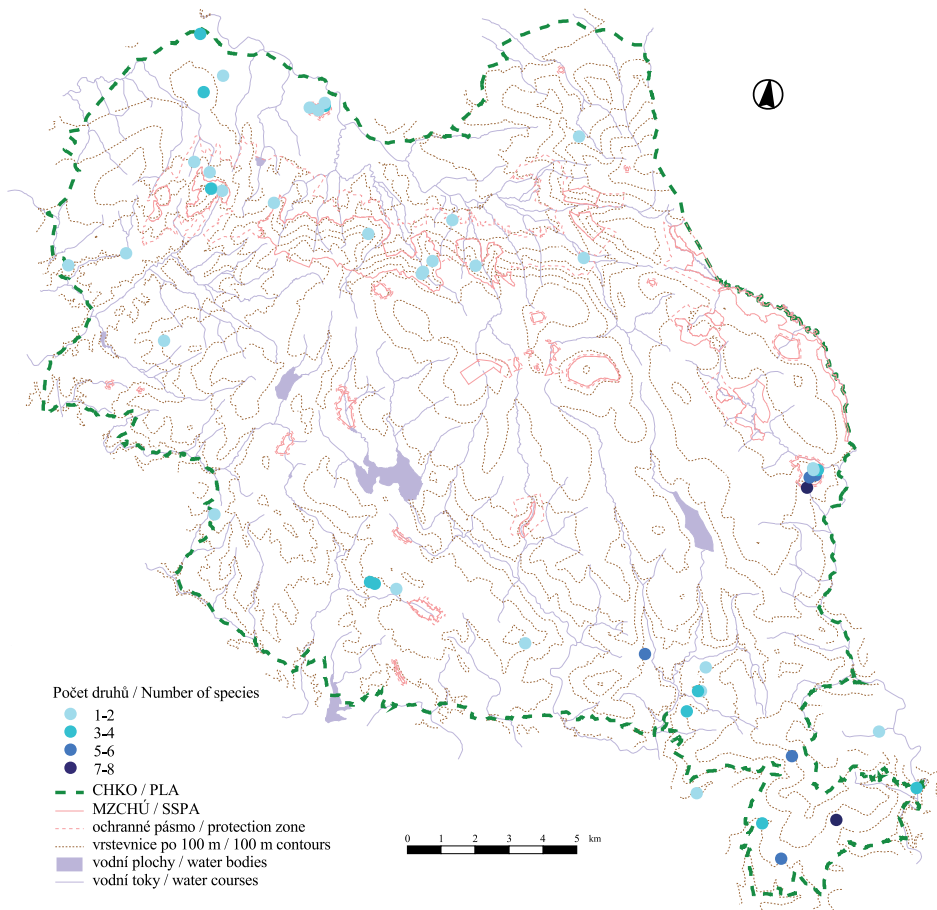 Počet druhů / Number of species
1-2
3-4
5-6
7-8
CHKO / PLA
MZCHÚ / SSPA
ochranné pásmo / protection zone
vrstevnice po 100 m / 100 m contours
vodní plochy / water bodies
vodní toky / water courses
0 1 2 3 4 5 km